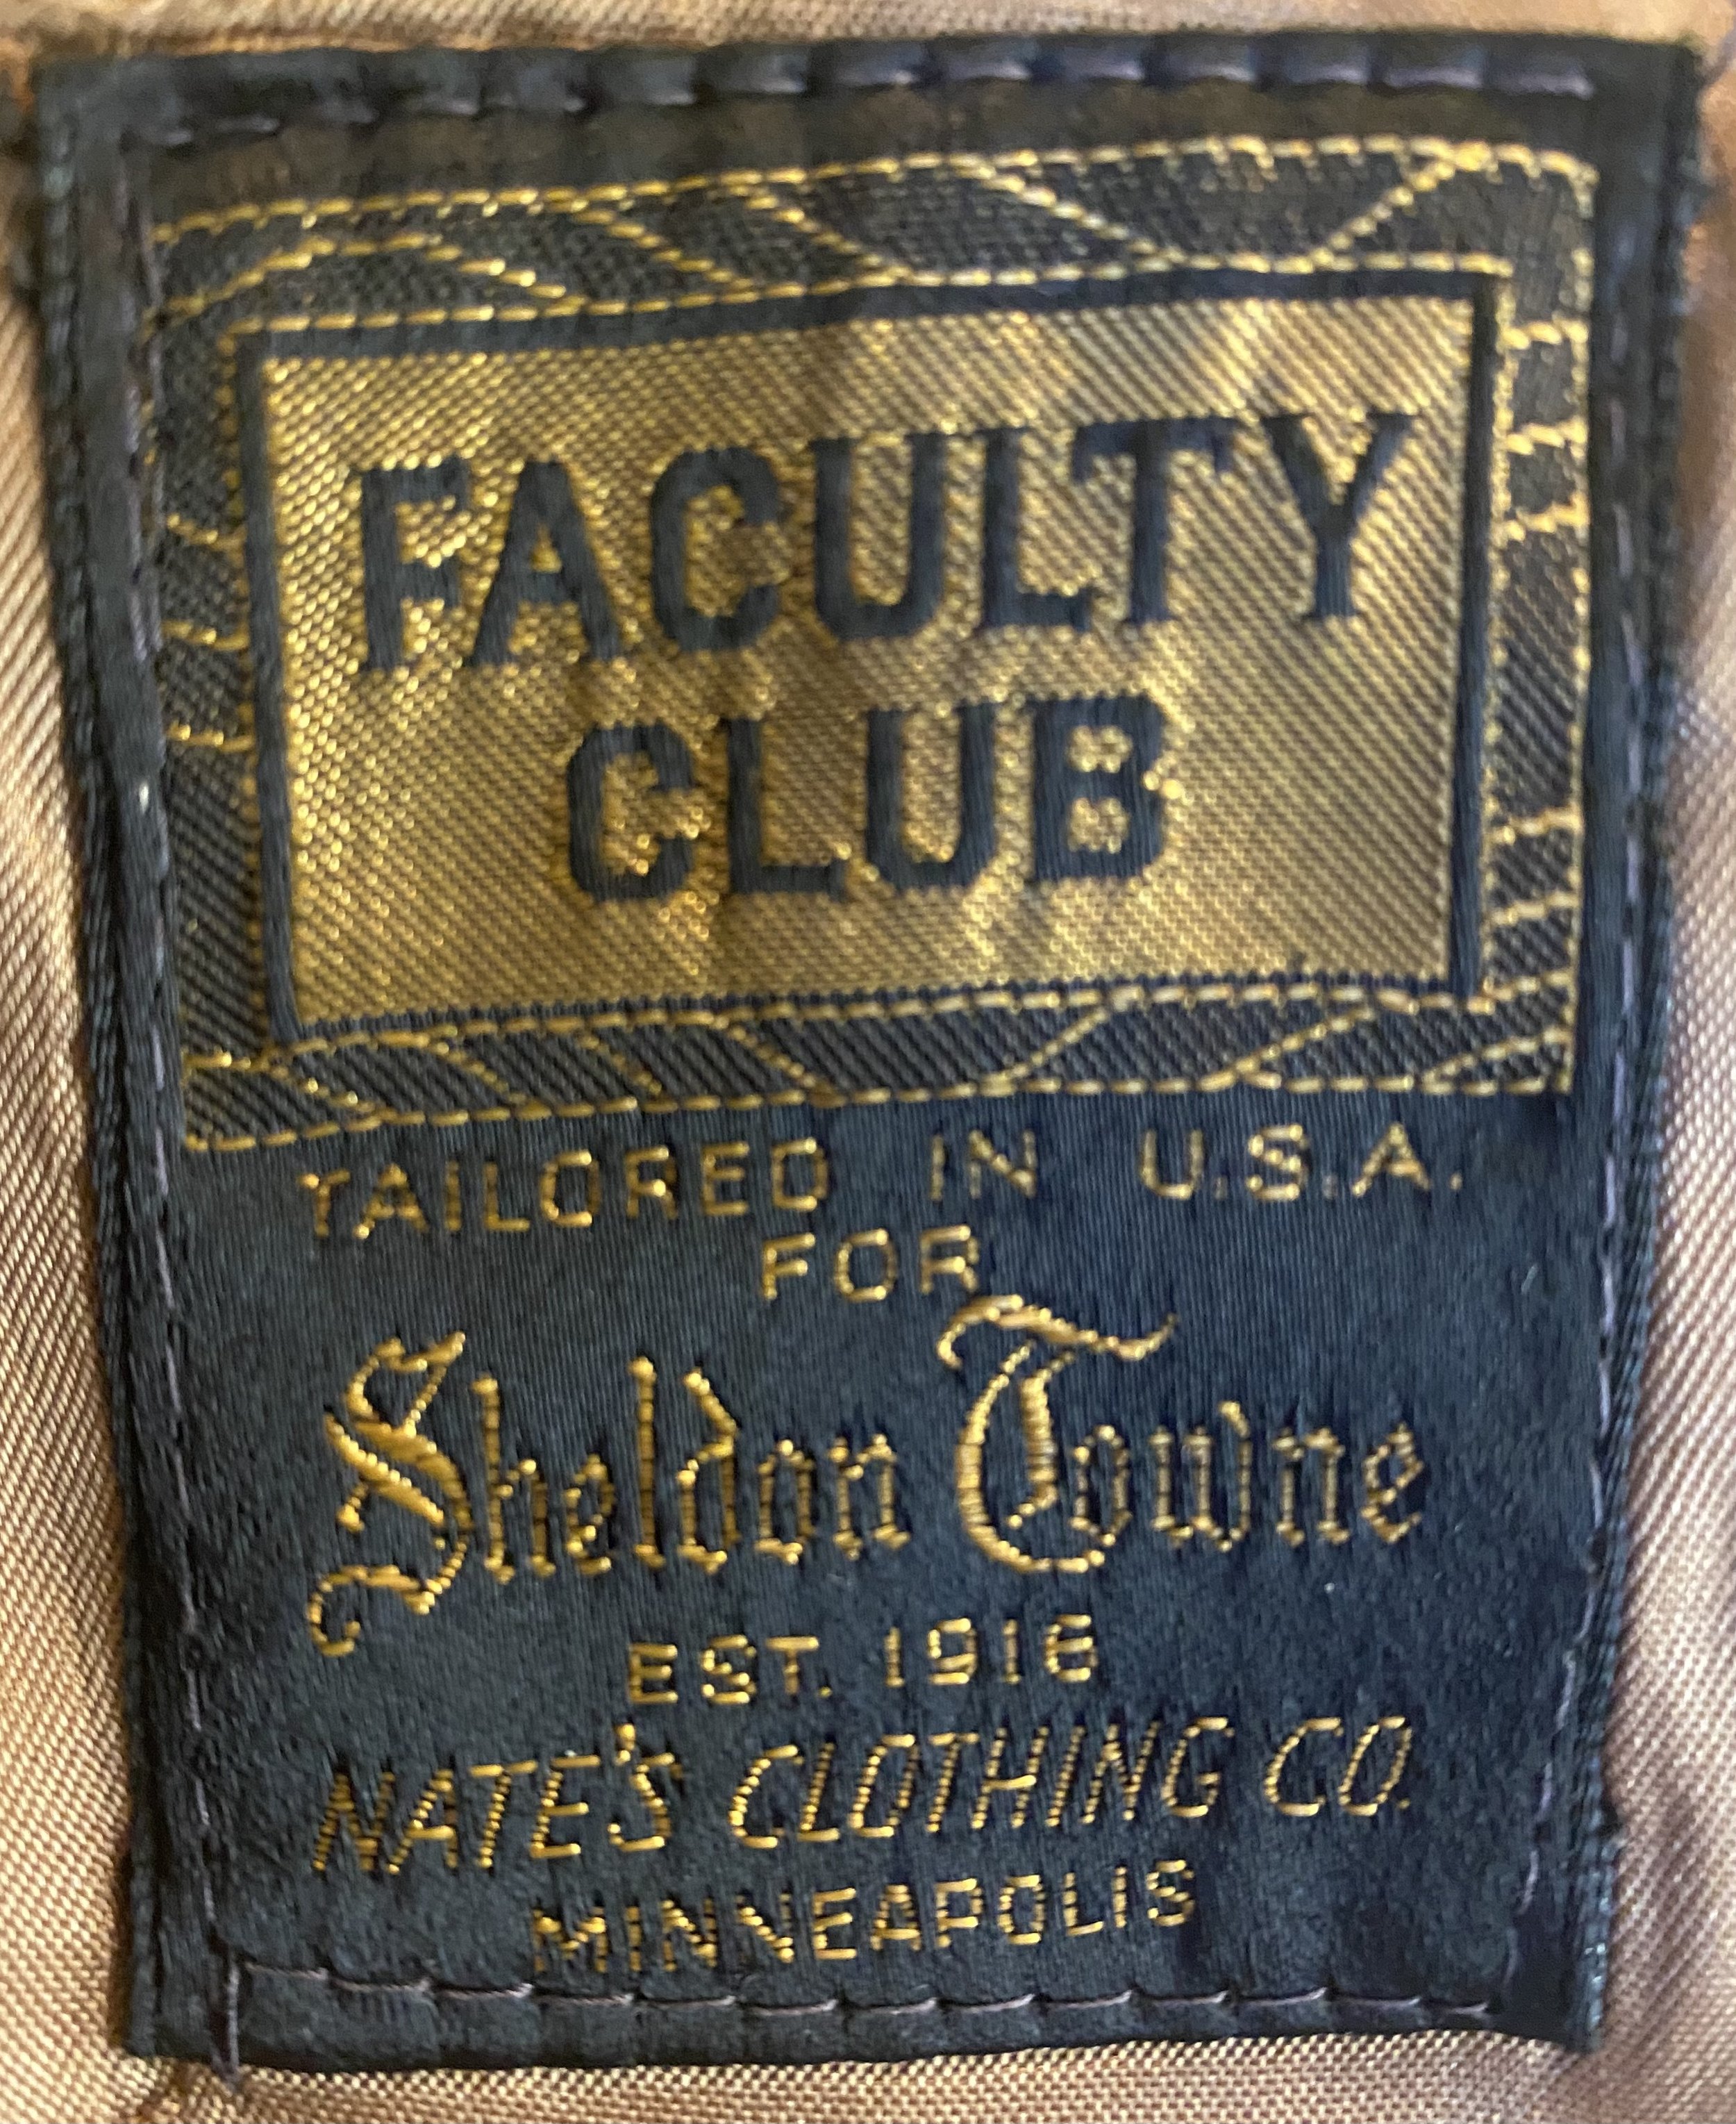 FACULTY
CLUB
TAILORED IN U.S.A.
FOR
Sheldon Towne
EST. 1916
NATE'S CLOTHING CO.
MINNEAPOLIS